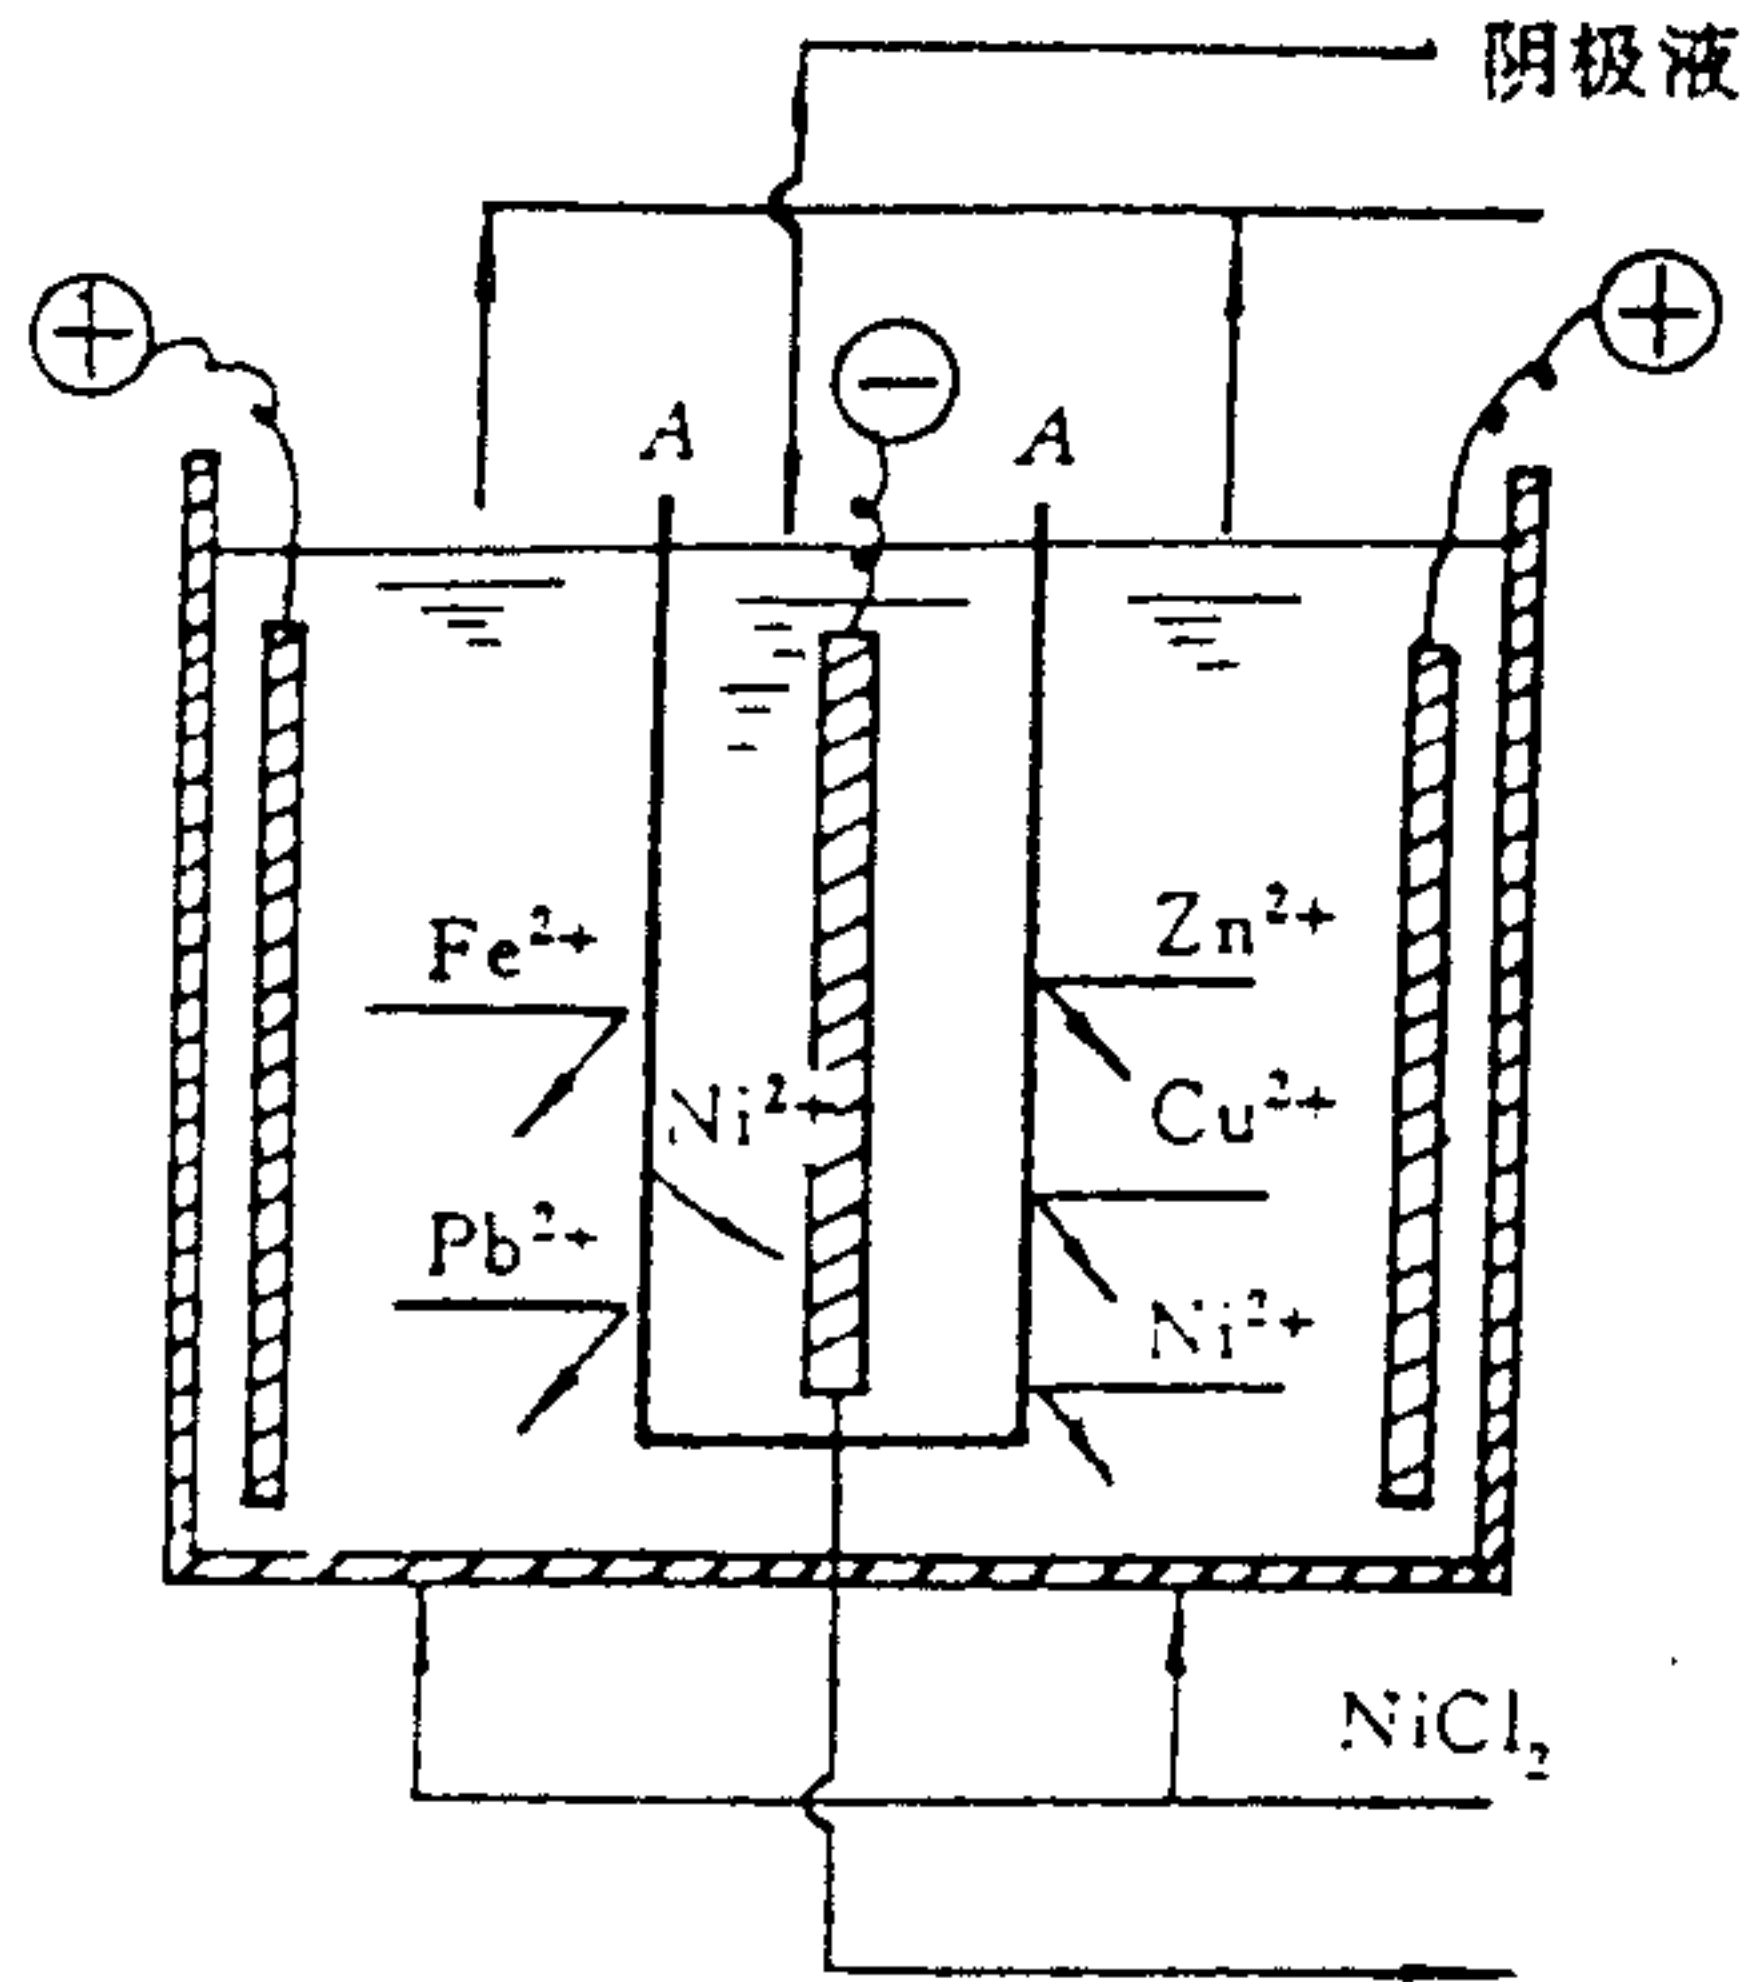 阴极液
+
+
−
A
A
Fe²⁺
Zn²⁺
Ni²⁺
Cu²⁺
Pb²⁺
Ni²⁺
NiCl₂